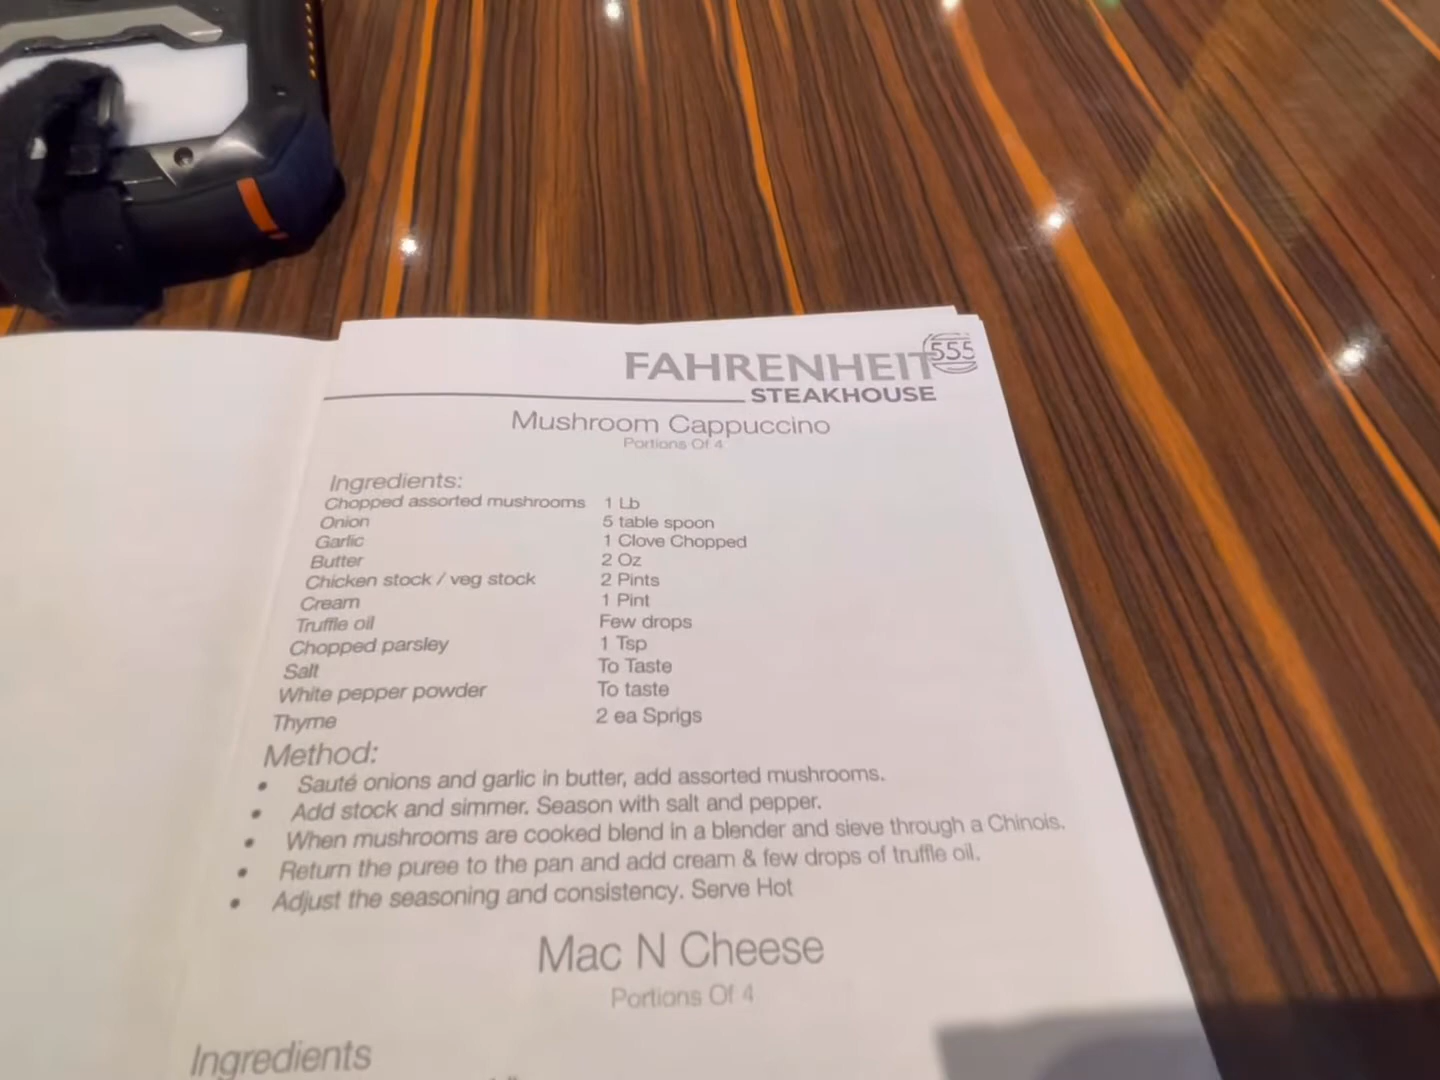 FAHRENHEIT 555
STEAKHOUSE
Mushroom Cappuccino
Portions Of 4
Ingredients:
Chopped assorted mushrooms 1 Lb
Onion 5 table spoon
Garlic 1 Clove Chopped
Butter 2 Oz
Chicken stock / veg stock 2 Pints
Cream 1 Pint
Truffle oil Few drops
Chopped parsley 1 Tsp
Salt To Taste
White pepper powder To taste
Thyme 2 ea Sprigs
Method:
• Sauté onions and garlic in butter, add assorted mushrooms.
• Add stock and simmer. Season with salt and pepper.
• When mushrooms are cooked blend in a blender and sieve through a Chinois.
• Return the puree to the pan and add cream & few drops of truffle oil.
• Adjust the seasoning and consistency. Serve Hot
Mac N Cheese
Portions Of 4
Ingredients